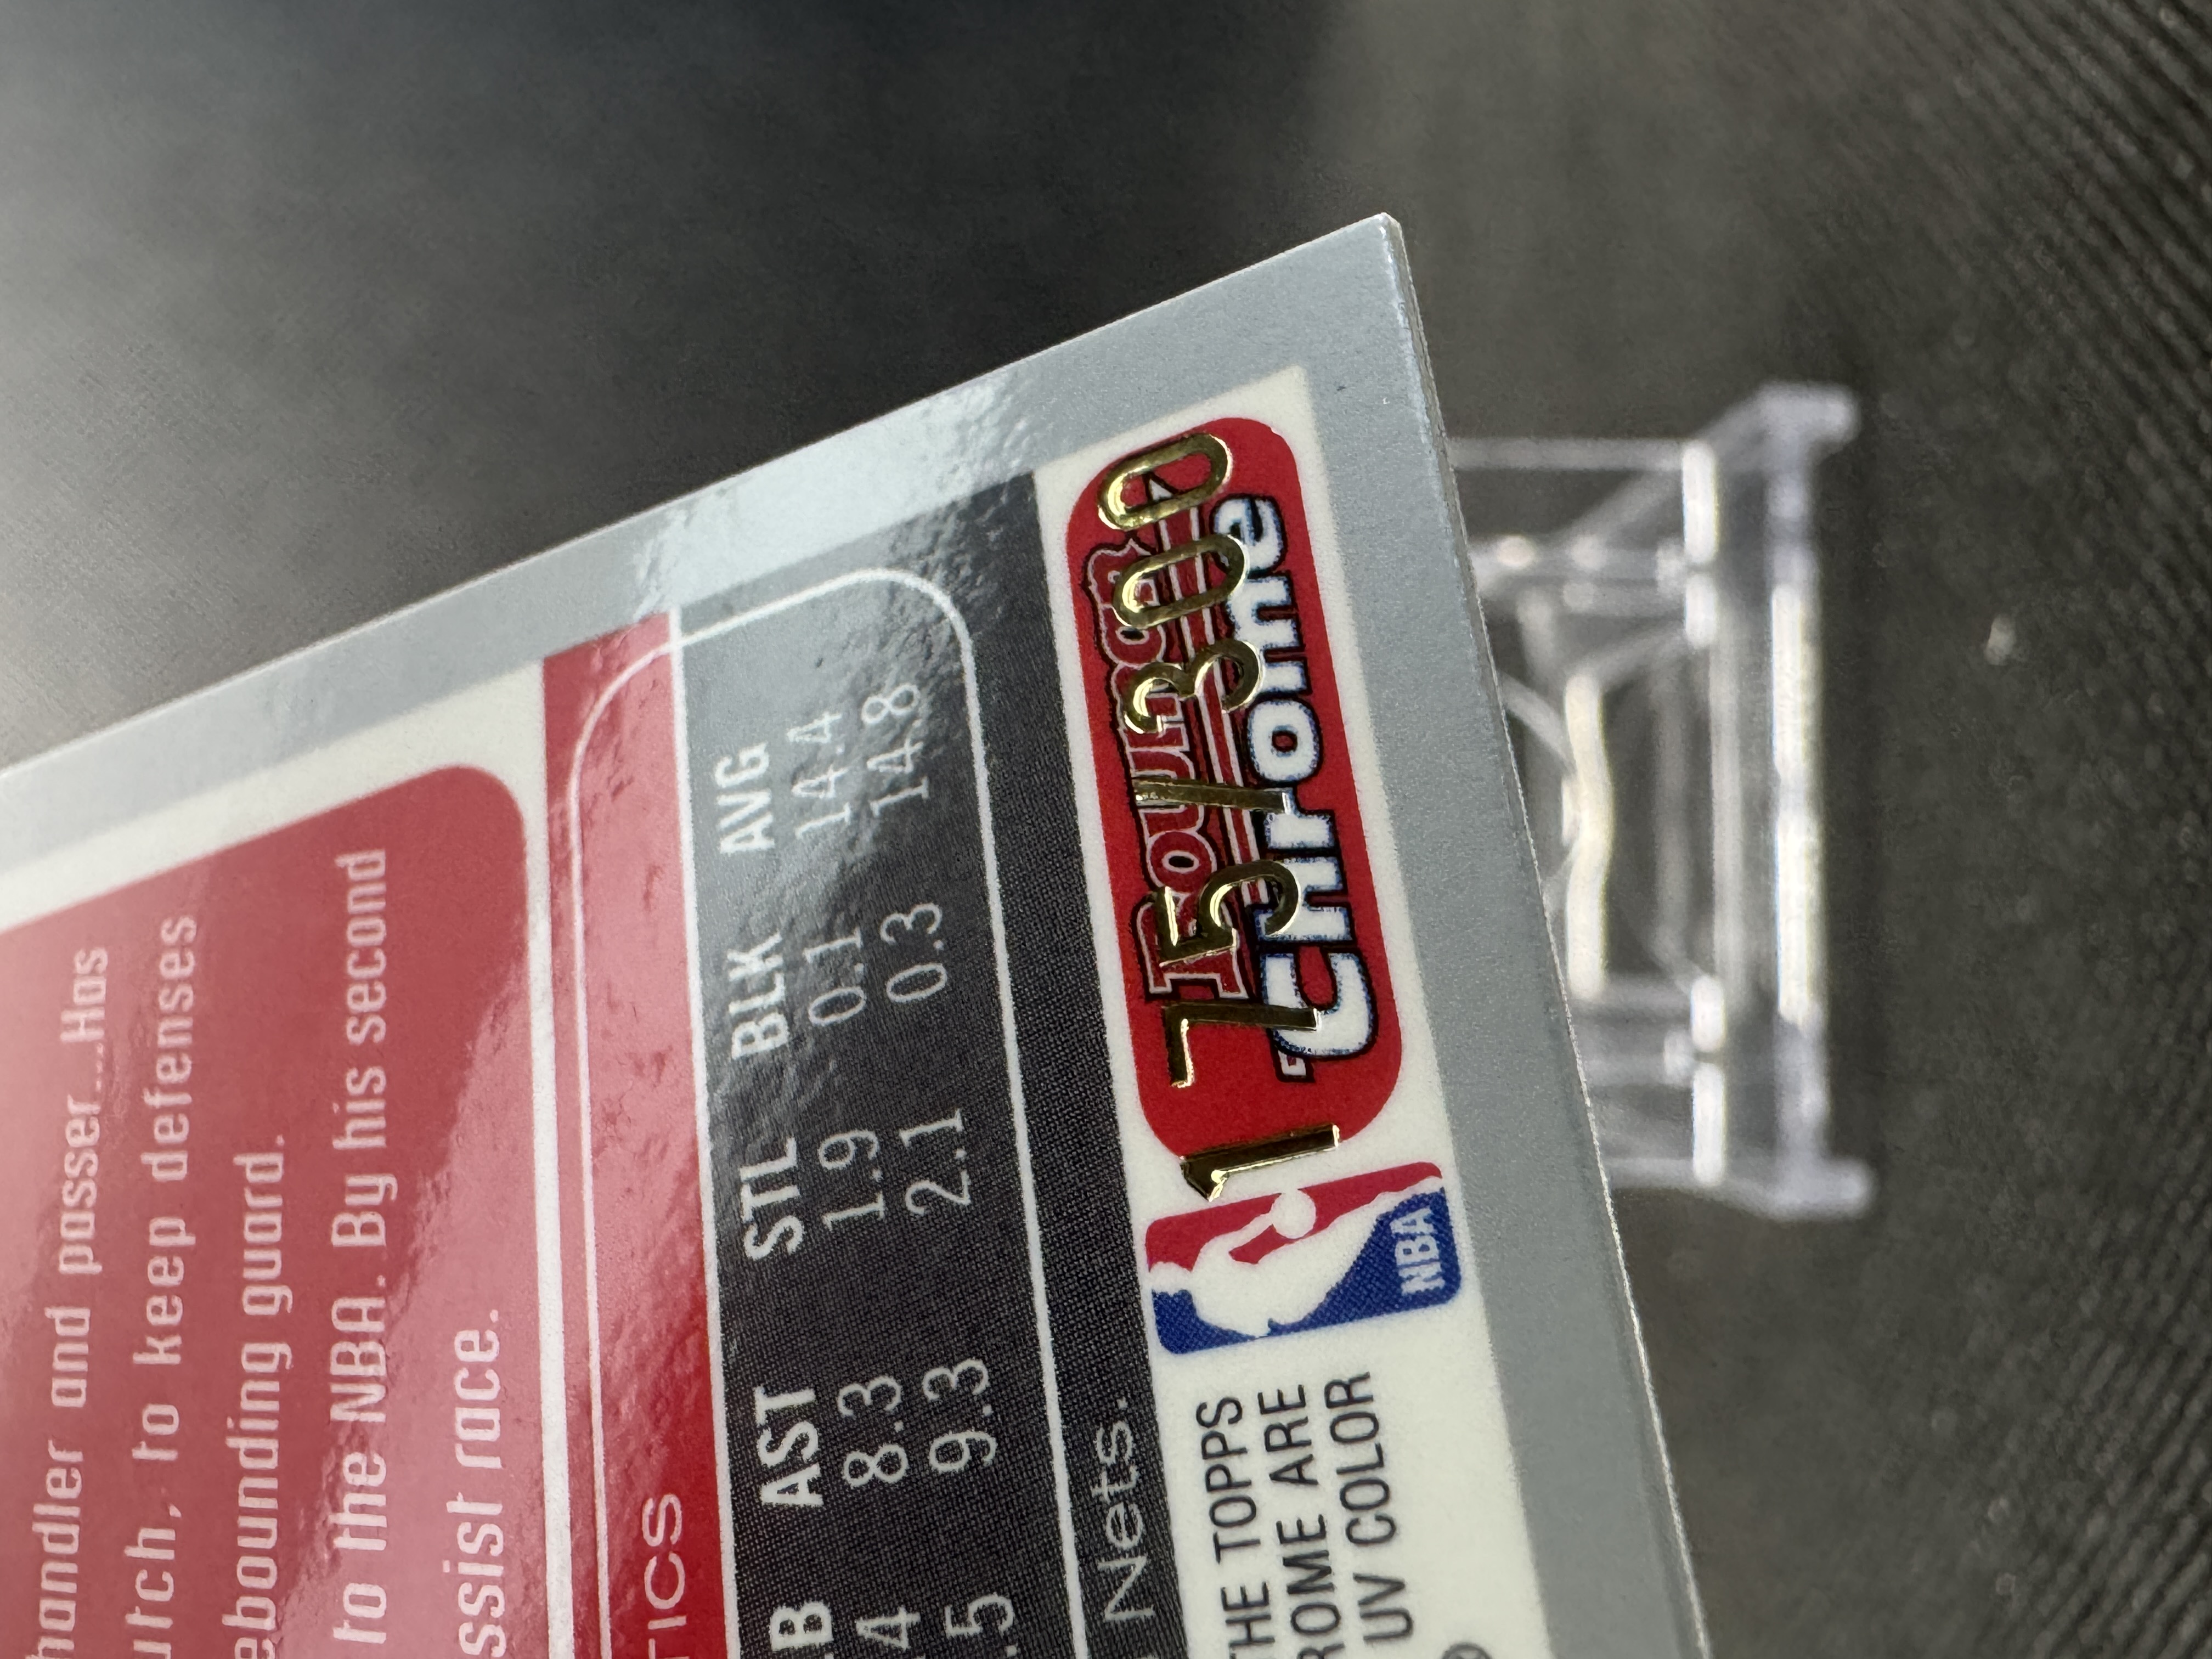 handler and passer...Has
utch, to keep defenses
ebounding guard.
to the NBA. By his second
ssist race.
TICS
B AST STL BLK AVG
4 8.3 1.9 0.1 14.4
.5 9.3 2.1 0.3 14.8
Nets.
THE TOPPS
ROME ARE
UV COLOR
®
NBA
175/300
Chrome